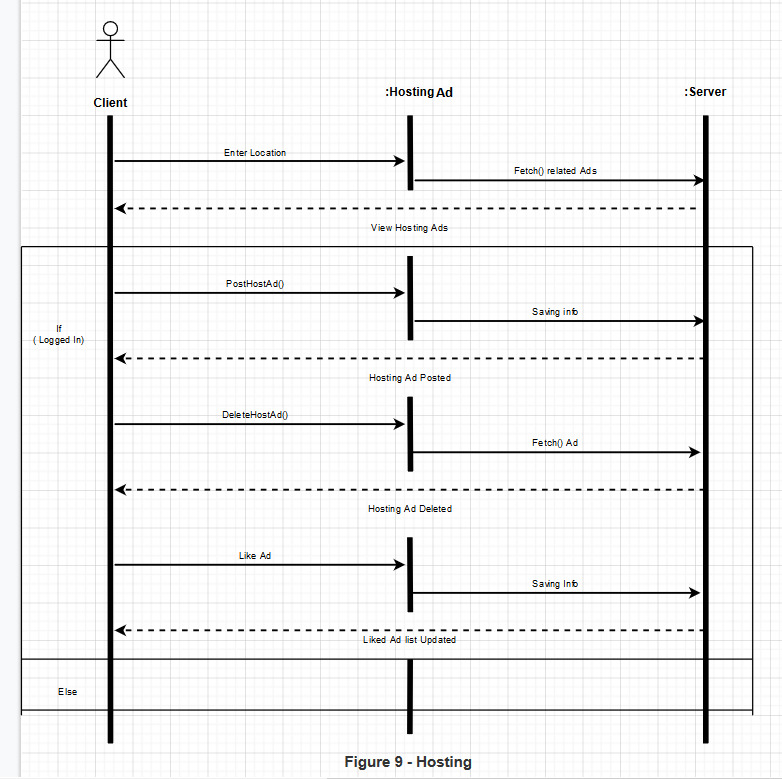 :Hosting Ad
:Server
Client
Enter Location
Fetch() related Ads
View Hosting Ads
PostHostAd()
Saving info
If
( Logged In)
Hosting Ad Posted
DeleteHostAd()
Fetch() Ad
Hosting Ad Deleted
Like Ad
Saving Info
Liked Ad list Updated
Else
Figure 9 - Hosting